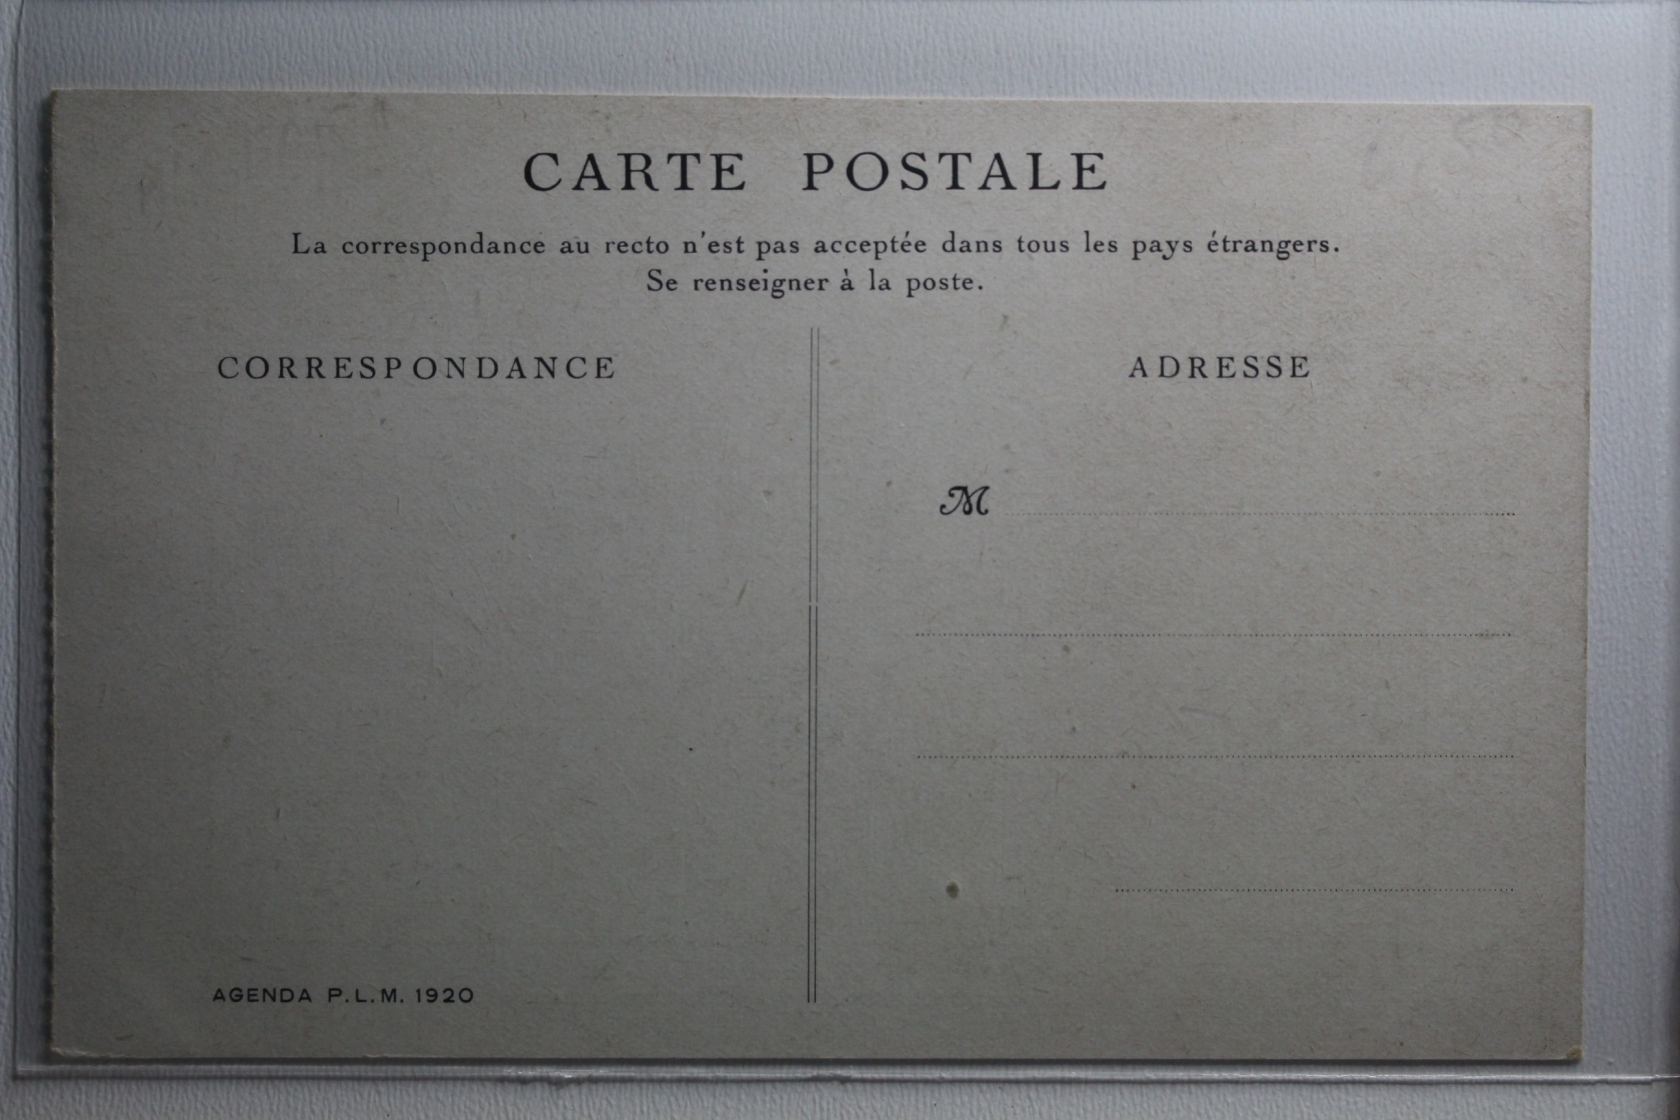 CARTE POSTALE
La correspondance au recto n'est pas acceptée dans tous les pays étrangers.
Se renseigner à la poste.
CORRESPONDANCE
ADRESSE
M
AGENDA P.L.M. 1920